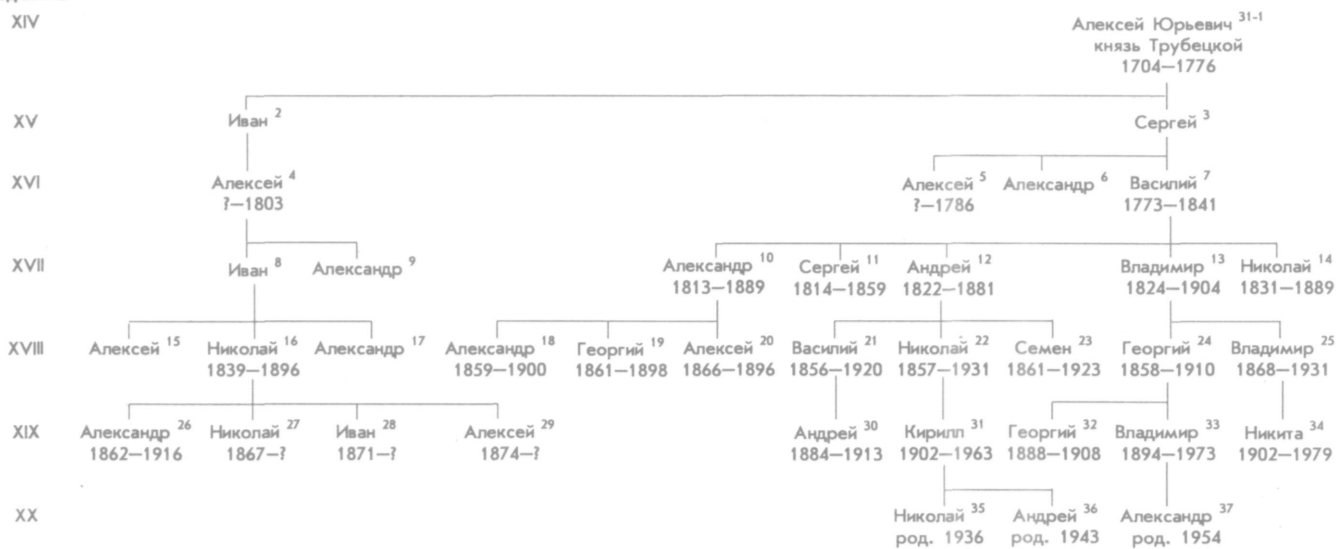 XIV
Алексей Юрьевич 31-1
князь Трубецкой
1704—1776
XV Иван 2 Сергей 3
XVI Алексей 4 Алексей 5 Александр 6 Василий 7
?—1803 ?—1786 1773—1841
XVII Иван 8 Александр 9 Александр 10 Сергей 11 Андрей 12 Владимир 13 Николай 14
1813—1889 1814—1859 1822—1881 1824—1904 1831—1889
XVIII Алексей 15 Николай 16 Александр 17 Александр 18 Георгий 19 Алексей 20 Василий 21 Николай 22 Семен 23 Георгий 24 Владимир 25
1839—1896 1859—1900 1861—1898 1866—1896 1856—1920 1857—1931 1861—1923 1858—1910 1868—1931
XIX Александр 26 Николай 27 Иван 28 Алексей 29 Андрей 30 Кирилл 31 Георгий 32 Владимир 33 Никита 34
1862—1916 1867—? 1871—? 1874—? 1884—1913 1902—1963 1888—1908 1894—1973 1902—1979
XX Николай 35 Андрей 36 Александр 37
род. 1936 род. 1943 род. 1954